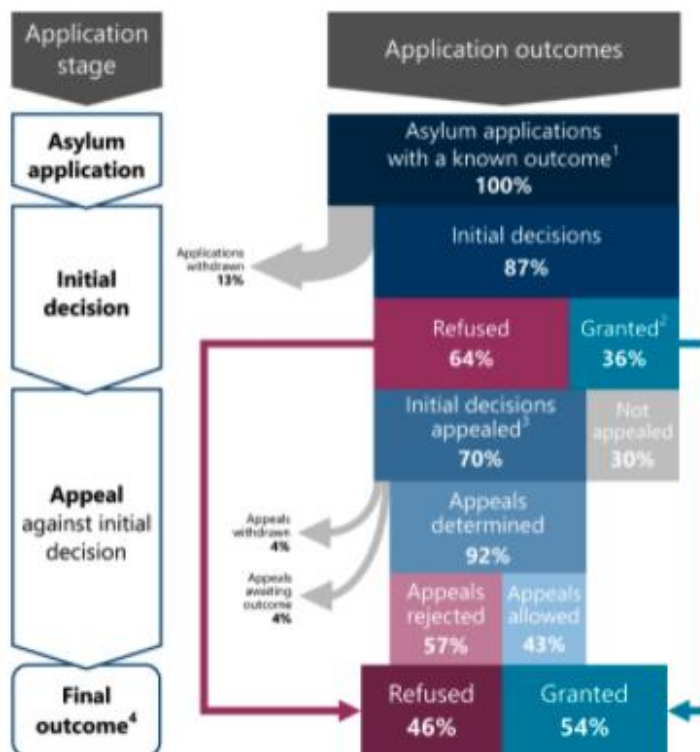 Application
stage
Application outcomes
Asylum
application
Asylum applications
with a known outcome1
100%
Applications
withdrawn
13%
Initial
decision
Initial decisions
87%
Refused
64%
Granted2
36%
Initial decisions
appealed3
70%
Not
appealed
30%
Appeal
against initial
decision
Appeals
withdrawn
4%
Appeals
determined
92%
Appeals
awaiting
outcome
4%
Appeals
rejected
57%
Appeals
allowed
43%
Final
outcome4
Refused
46%
Granted
54%